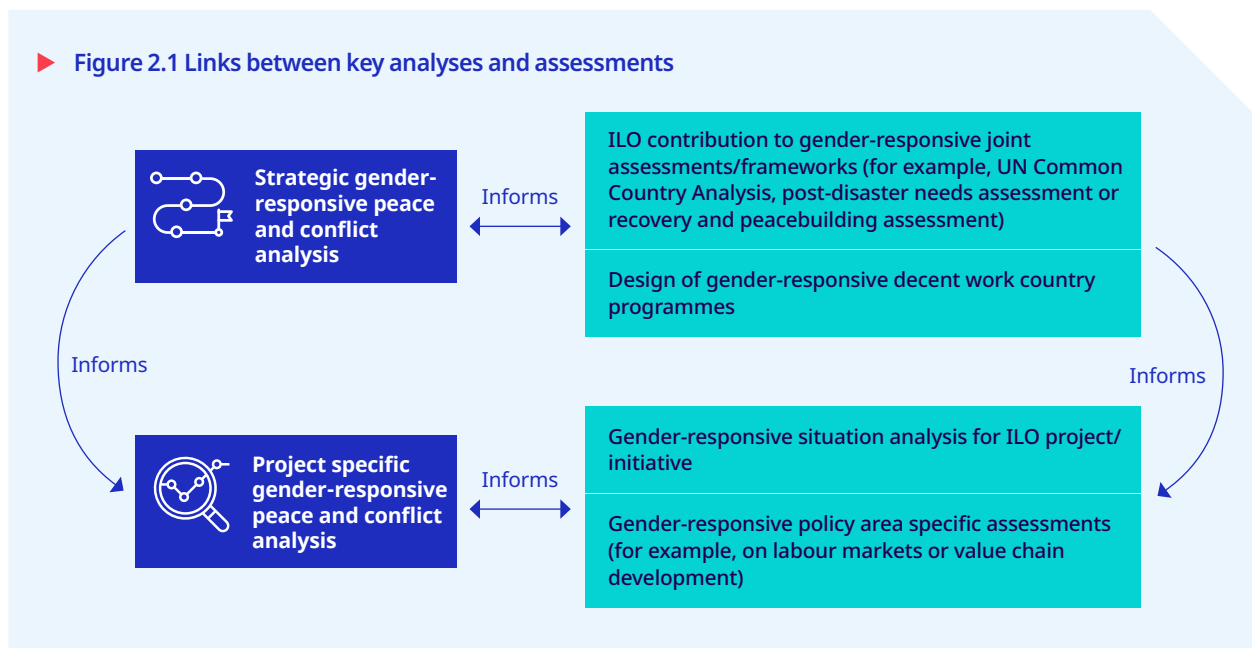 Figure 2.1 Links between key analyses and assessments
Strategic gender-
responsive peace
and conflict
analysis
Informs
ILO contribution to gender-responsive joint
assessments/frameworks (for example, UN Common
Country Analysis, post-disaster needs assessment or
recovery and peacebuilding assessment)
Design of gender-responsive decent work country
programmes
Informs
Informs
Project specific
gender-responsive
peace and conflict
analysis
Informs
Gender-responsive situation analysis for ILO project/
initiative
Gender-responsive policy area specific assessments
(for example, on labour markets or value chain
development)